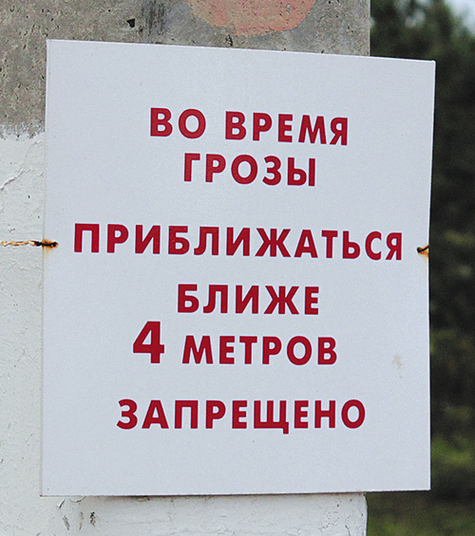 ВО ВРЕМЯ
ГРОЗЫ
ПРИБЛИЖАТЬСЯ
БЛИЖЕ
4 МЕТРОВ
ЗАПРЕЩЕНО